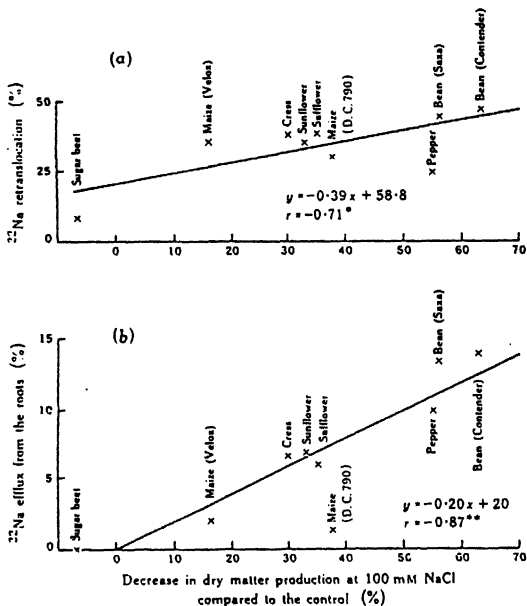 (a)
²²Na retranslocation (%)
50
25
0
Sugar beet
Maize (Velox)
Cress
Sunflower
Safflower
Maize
(D.C.790)
Pepper
Bean (Saxa)
Bean (Contender)
y = -0·39x + 58·8
r = -0·71*
0 10 20 30 40 50 60 70
(b)
²²Na efflux from the roots (%)
15
10
5
0
Sugar beet
Maize (Velox)
Cress
Sunflower
Safflower
Maize
(D.C.790)
Pepper
Bean (Saxa)
Bean (Contender)
y = -0·20x + 20
r = -0·87**
0 10 20 30 40 50 60 70
Decrease in dry matter production at 100 mM NaCl
compared to the control (%)